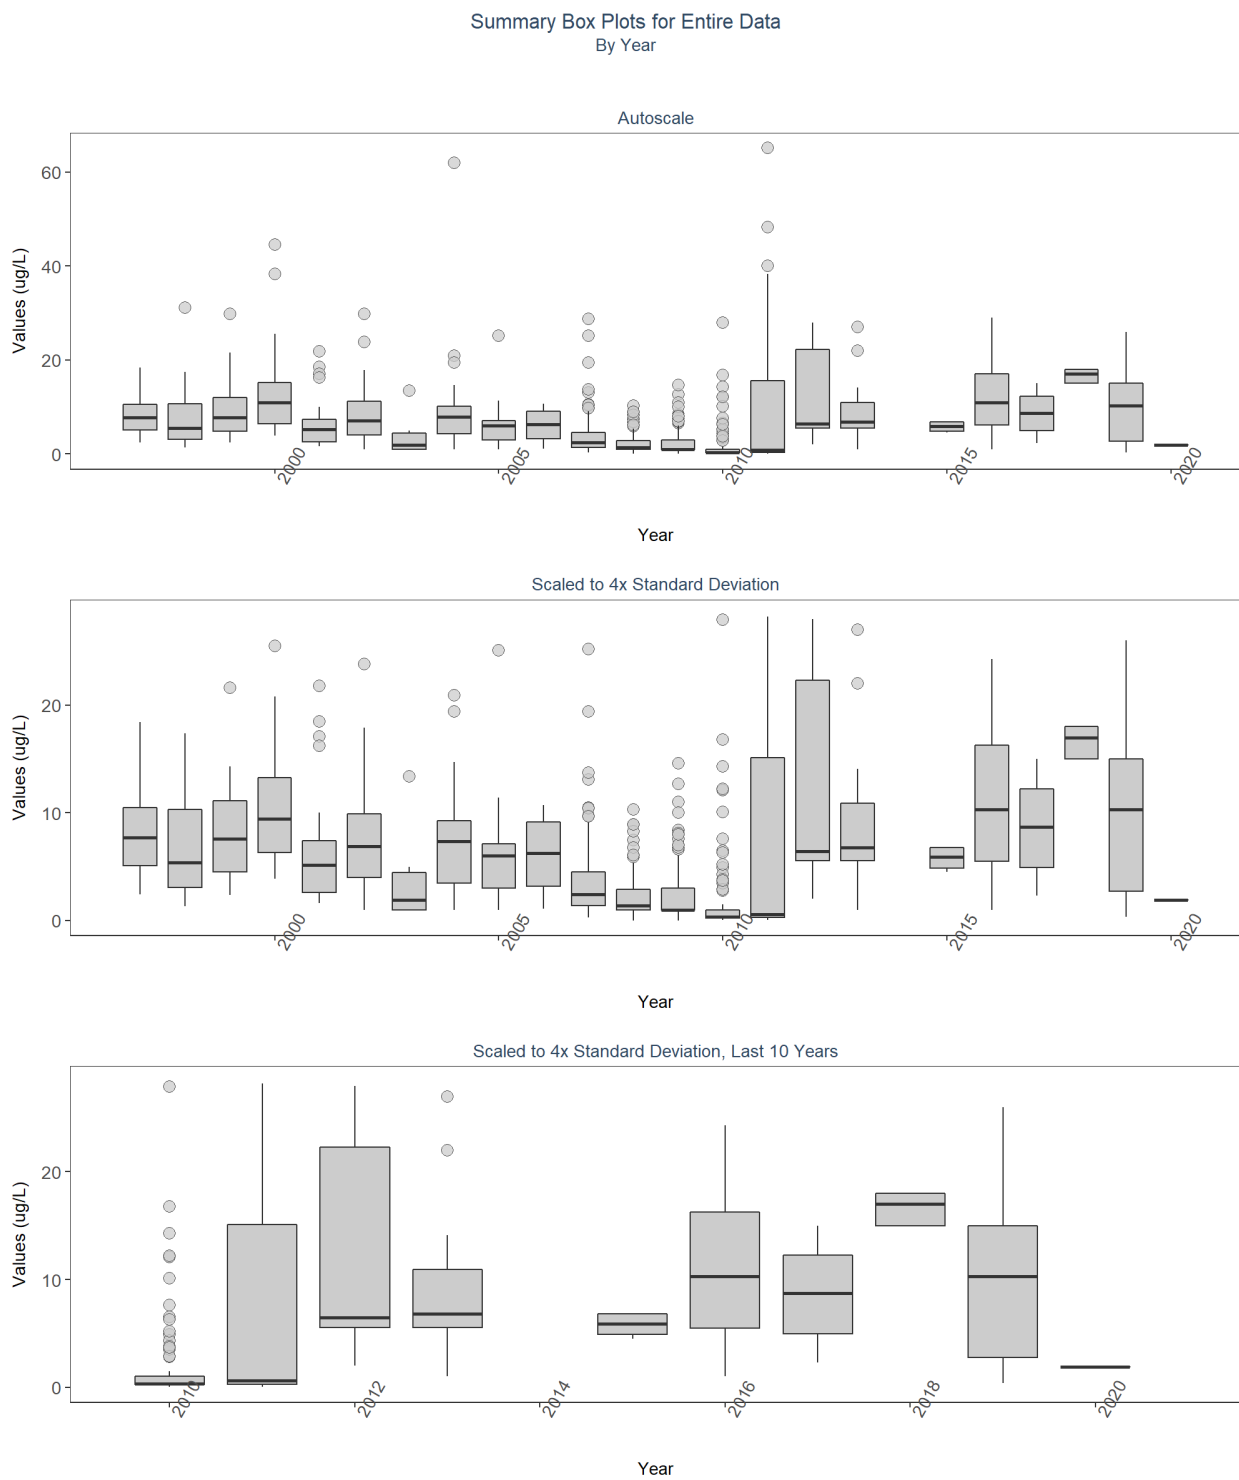 Summary Box Plots for Entire Data
By Year
Autoscale
Values (ug/L)
60
40
20
0
2000
2005
2010
2015
2020
Year
Scaled to 4x Standard Deviation
Values (ug/L)
20
10
0
2000
2005
2010
2015
2020
Year
Scaled to 4x Standard Deviation, Last 10 Years
Values (ug/L)
20
10
0
2010
2012
2014
2016
2018
2020
Year